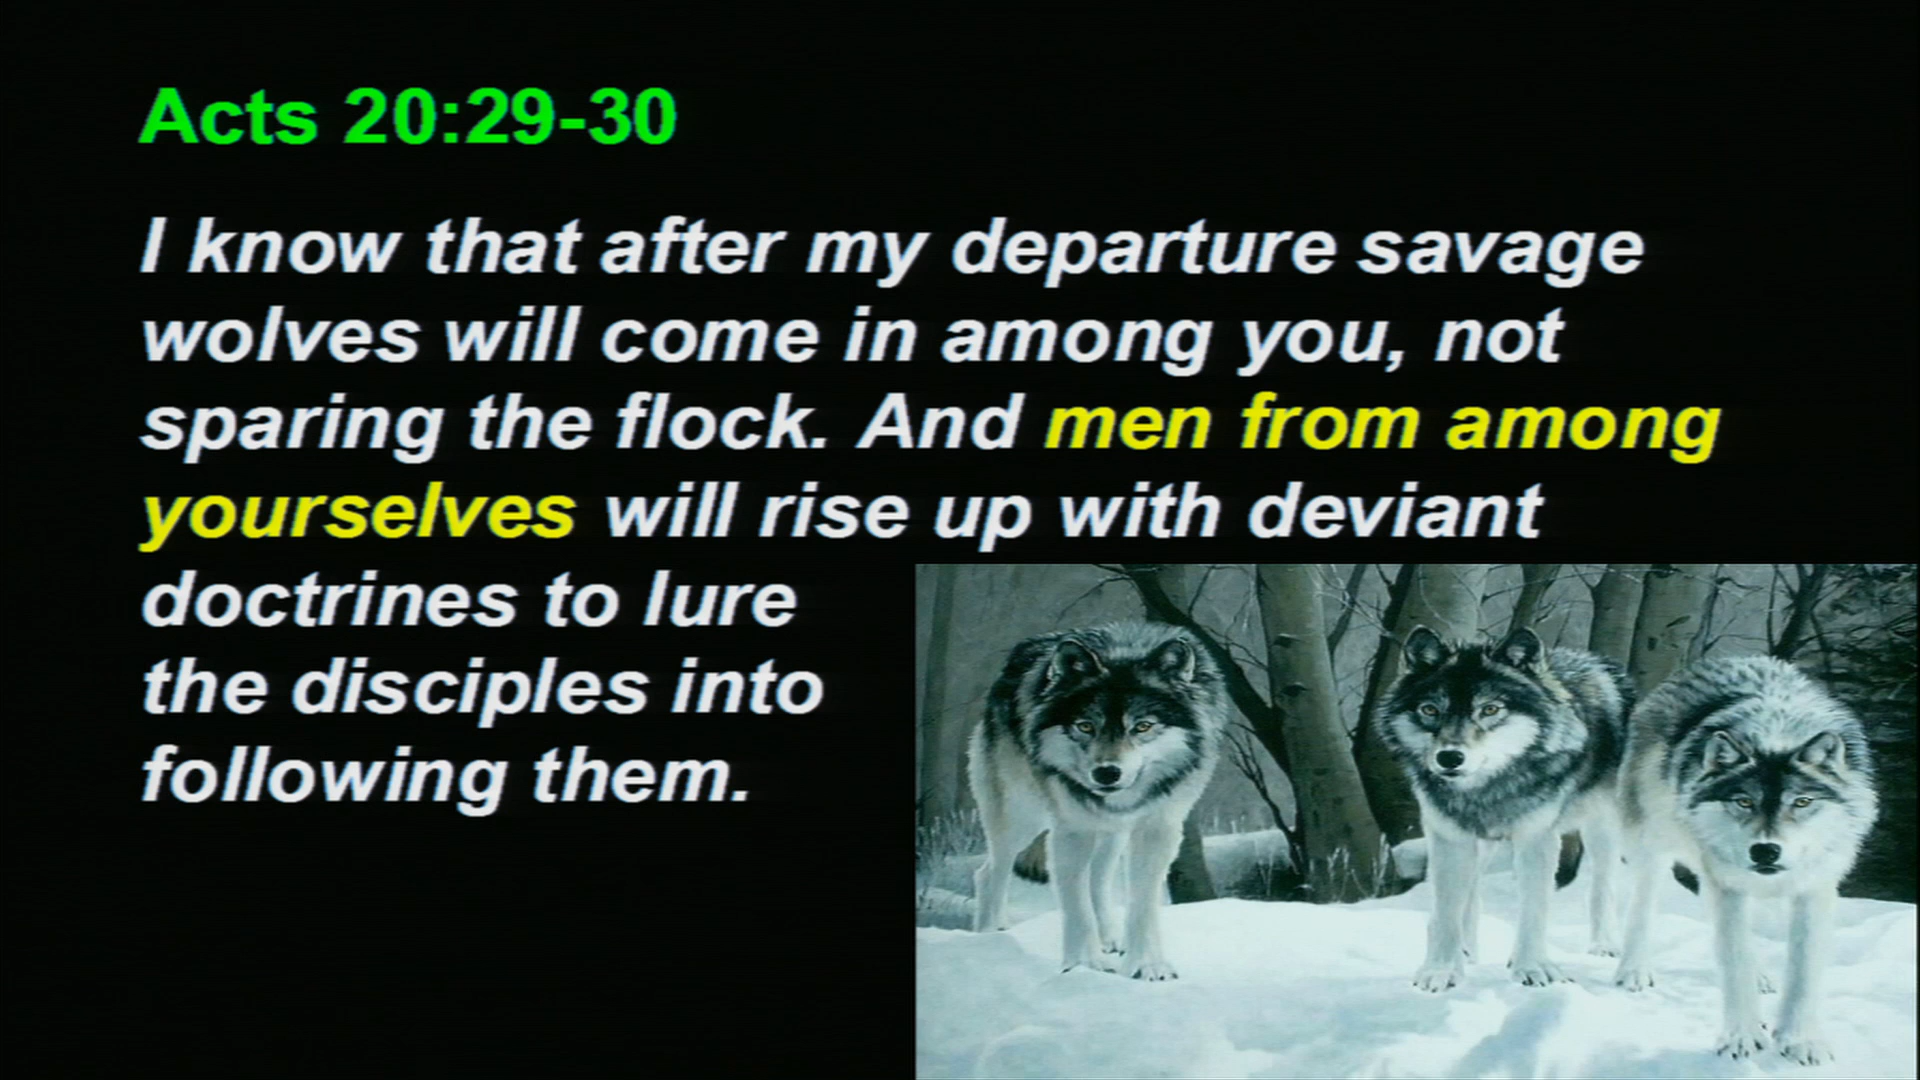 Acts 20:29-30
I know that after my departure savage
wolves will come in among you, not
sparing the flock. And men from among
yourselves will rise up with deviant
doctrines to lure
the disciples into
following them.